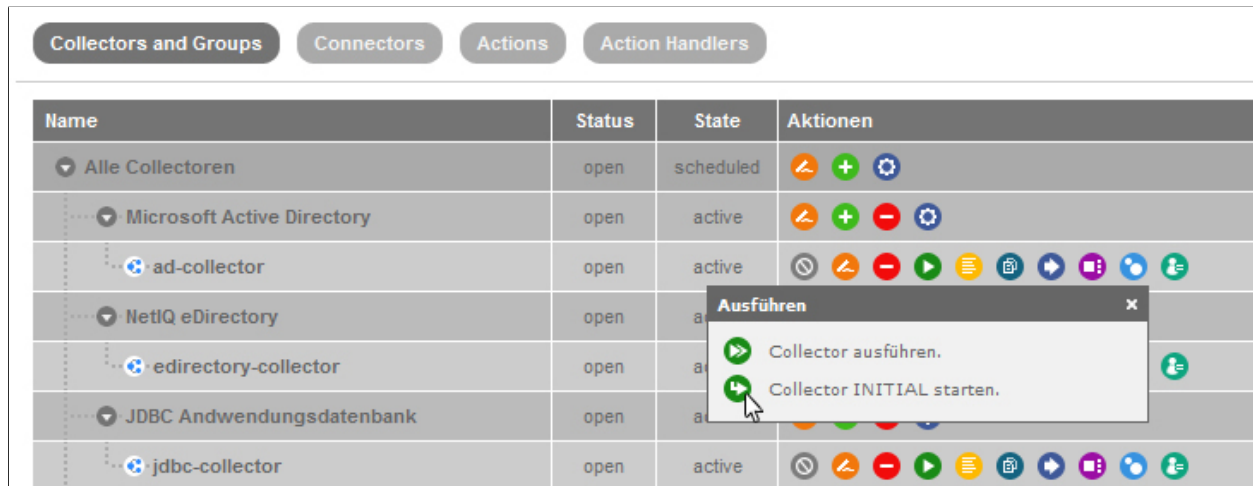 Collectors and Groups Connectors Actions Action Handlers
Name Status State Aktionen
Alle Collectoren open scheduled
Microsoft Active Directory open active
ad-collector open active
Ausführen x
NetIQ eDirectory open a
Collector ausführen.
edirectory-collector open a
Collector INITIAL starten.
JDBC Andwendungsdatenbank open a
jdbc-collector open active